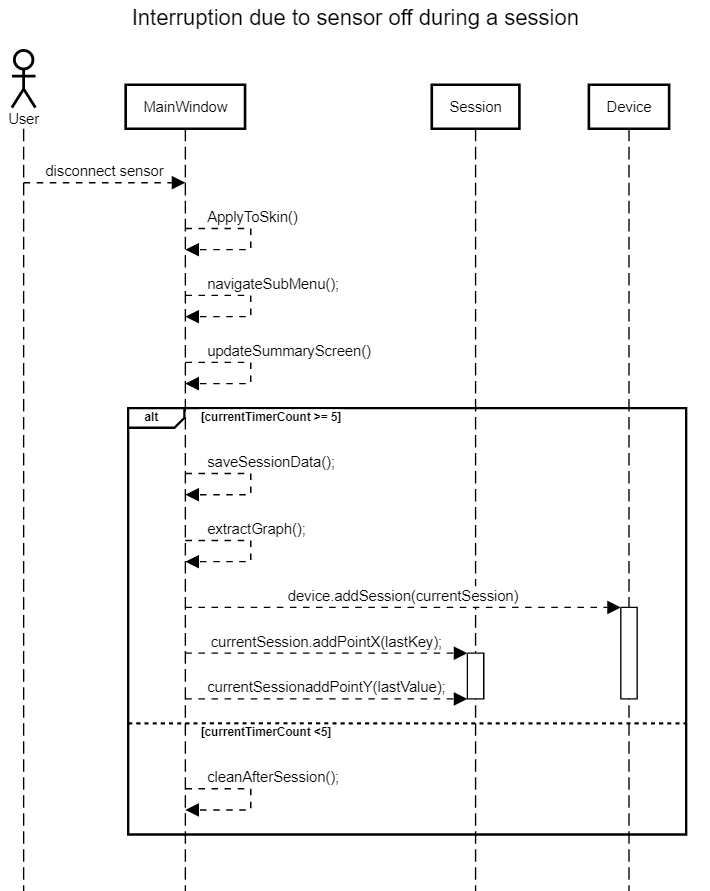 Interruption due to sensor off during a session
User
MainWindow
Session
Device
disconnect sensor
ApplyToSkin()
navigateSubMenu();
updateSummaryScreen()
alt
[currentTimerCount >= 5]
saveSessionData();
extractGraph();
device.addSession(currentSession)
currentSession.addPointX(lastKey);
currentSessionaddPointY(lastValue);
[currentTimerCount <5]
cleanAfterSession();